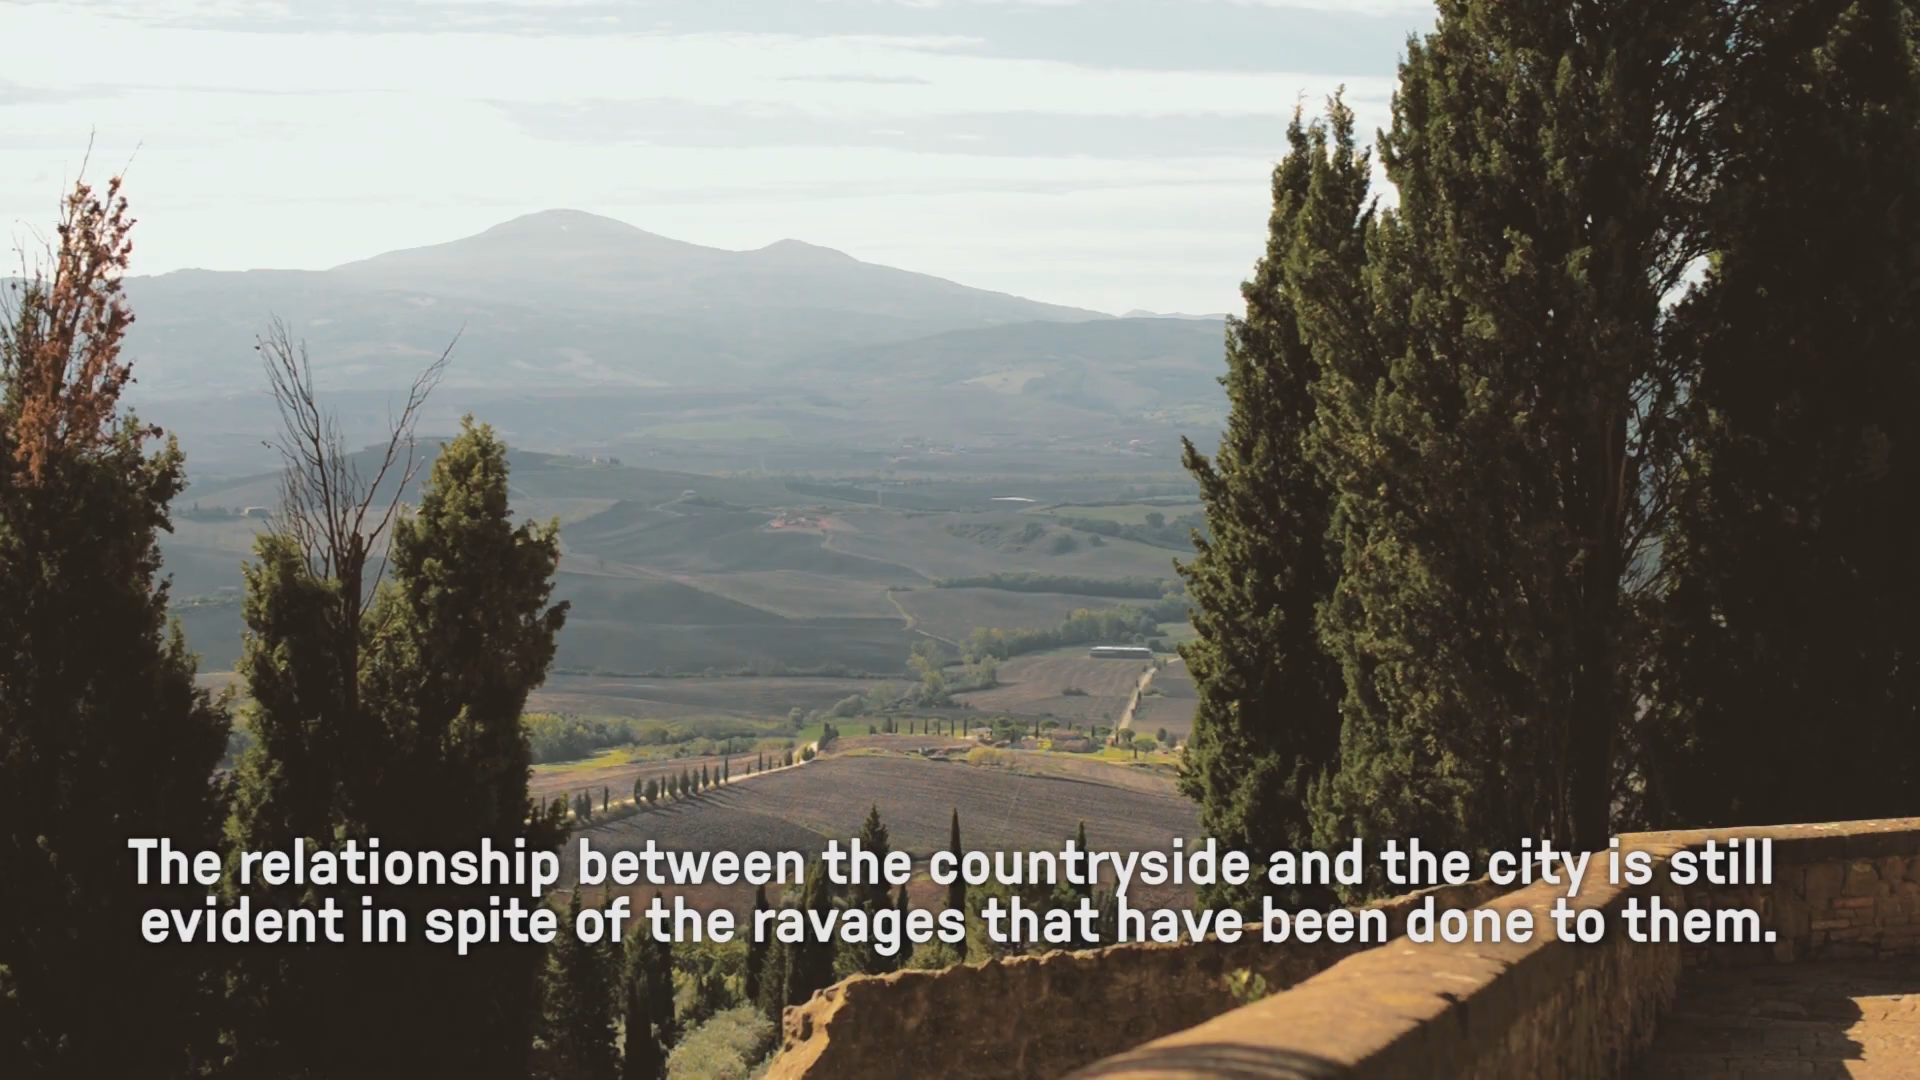 The relationship between the countryside and the city is still
evident in spite of the ravages that have been done to them.